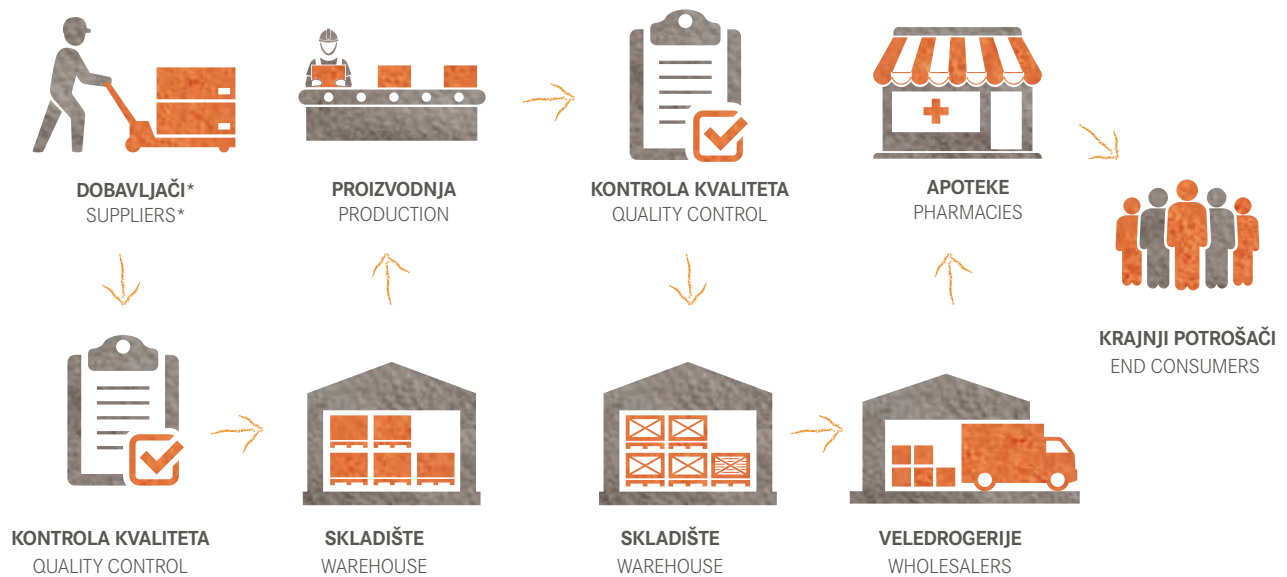 DOBAVLJAČI*
SUPPLIERS*
PROIZVODNJA
PRODUCTION
KONTROLA KVALITETA
QUALITY CONTROL
APOTEKE
PHARMACIES
KRAJNJI POTROŠAČI
END CONSUMERS
KONTROLA KVALITETA
QUALITY CONTROL
SKLADIŠTE
WAREHOUSE
SKLADIŠTE
WAREHOUSE
VELEDROGERIJE
WHOLESALERS